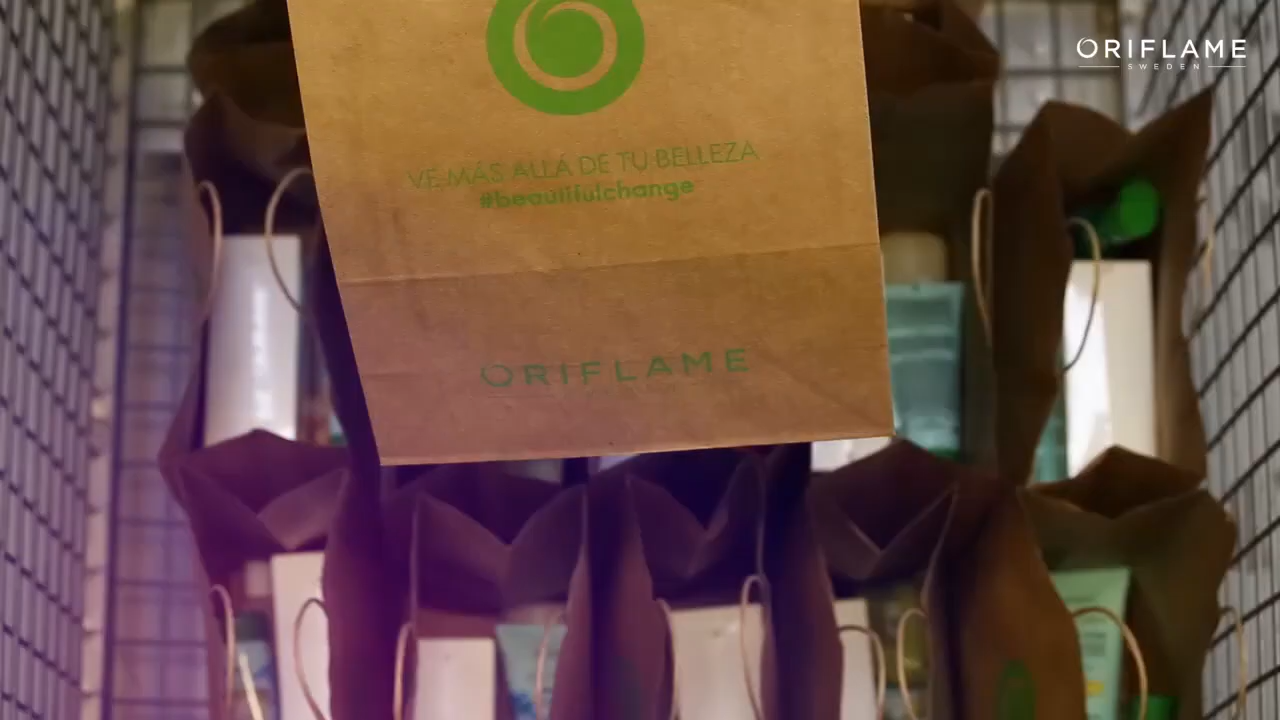 ORIFLAME
SWEDEN
VE MÁS ALLÁ DE TU BELLEZA
#beautifulchange
ORIFLAME